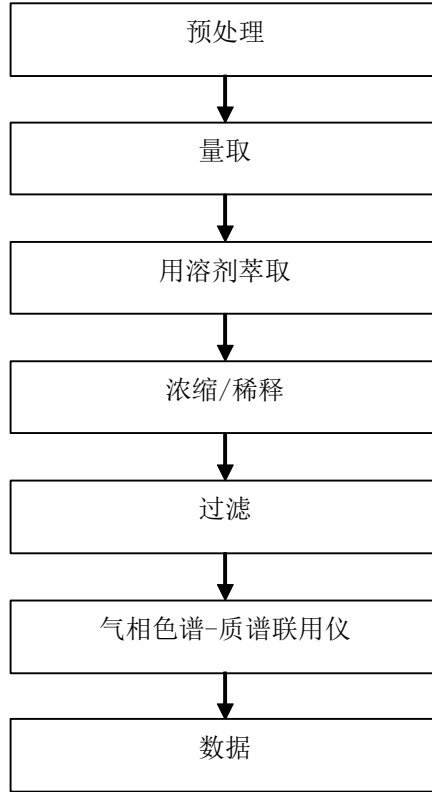 预处理
量取
用溶剂萃取
浓缩/稀释
过滤
气相色谱-质谱联用仪
数据